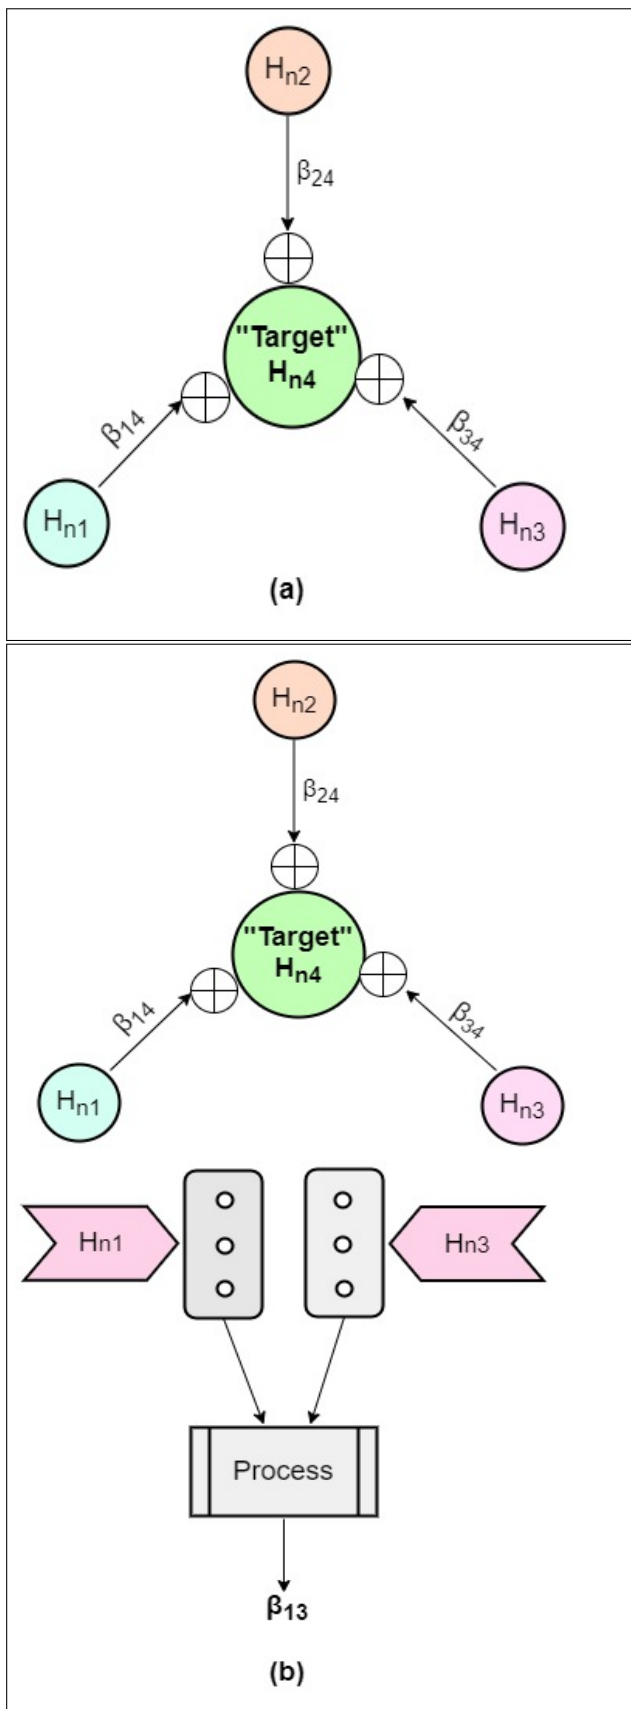 Hn2
β24
"Target"
Hn4
β14
β34
Hn1
Hn3
(a)
Hn2
β24
"Target"
Hn4
β14
β34
Hn1
Hn3
Hn1
Hn3
Process
β13
(b)